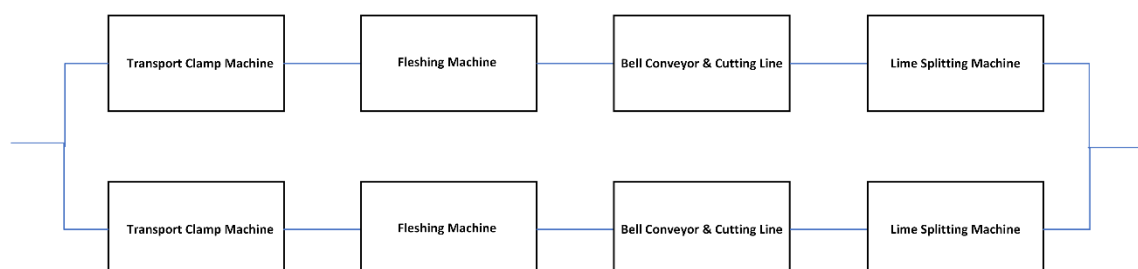 Transport Clamp Machine
Fleshing Machine
Bell Conveyor & Cutting Line
Lime Splitting Machine
Transport Clamp Machine
Fleshing Machine
Bell Conveyor & Cutting Line
Lime Splitting Machine